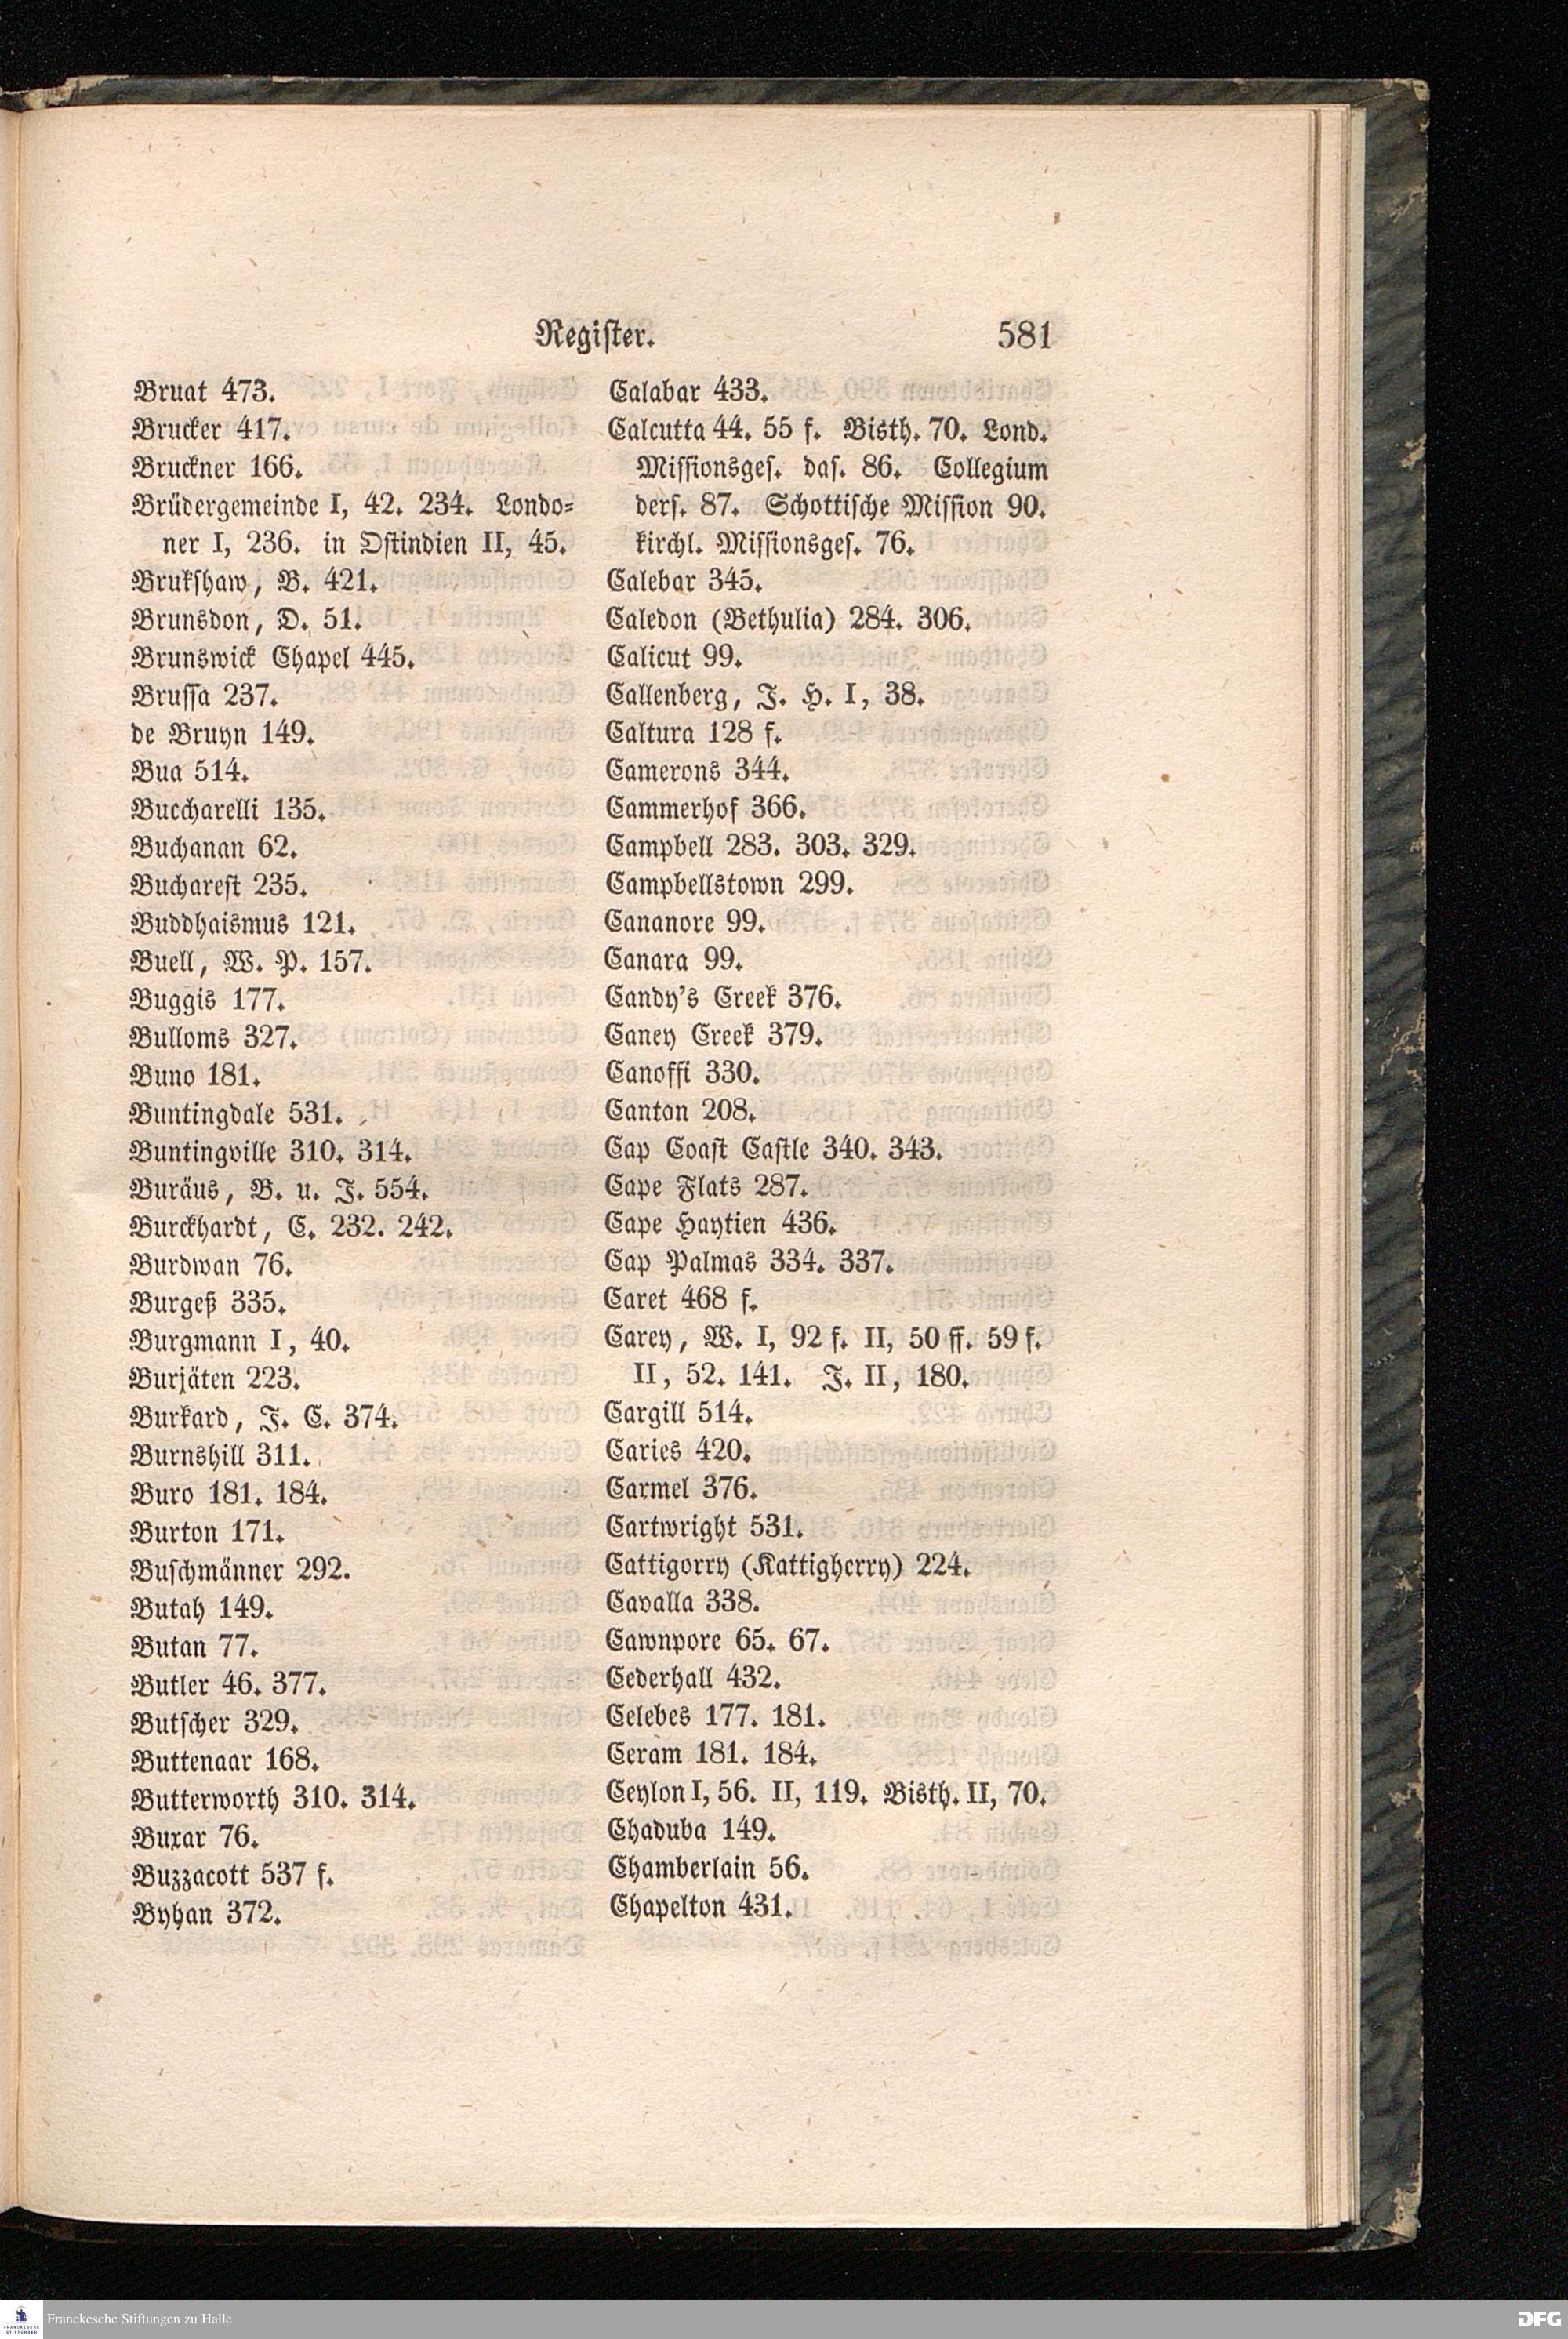 Register.
581
Bruat 473.
Brucker 417.
Bruckner 166.
Brüdergemeinde I, 42. 234. Londo-
ner I, 236. in Ostindien II, 45.
Brukshaw, B. 421.
Brunsdon, D. 51.
Brunswick Chapel 445.
Brussa 237.
de Bruyn 149.
Bua 514.
Buccharelli 135.
Buchanan 62.
Bucharest 235.
Buddhaismus 121.
Buell, W. P. 157.
Buggis 177.
Bulloms 327.
Buno 181.
Buntingdale 531.
Buntingville 310. 314.
Buräus, B. u. J. 554.
Burckhardt, C. 232. 242.
Burdwan 76.
Burgeß 335.
Burgmann I, 40.
Burjäten 223.
Burkard, J. C. 374.
Burnshill 311.
Buro 181. 184.
Burton 171.
Buschmänner 292.
Butah 149.
Butan 77.
Butler 46. 377.
Butscher 329.
Buttenaar 168.
Butterworth 310. 314.
Buxar 76.
Buzzacott 537 f.
Byhan 372.
Calabar 433.
Calcutta 44. 55 f. Bisth. 70. Lond.
Missionsges. das. 86. Collegium
ders. 87. Schottische Mission 90.
kirchl. Missionsges. 76.
Calebar 345.
Caledon (Bethulia) 284. 306.
Calicut 99.
Callenberg, J. H. I, 38.
Caltura 128 f.
Camerons 344.
Cammerhof 366.
Campbell 283. 303. 329.
Campbellstown 299.
Cananore 99.
Canara 99.
Candy's Creek 376.
Caney Creek 379.
Canoffi 330.
Canton 208.
Cap Coast Castle 340. 343.
Cape Flats 287.
Cape Haytien 436.
Cap Palmas 334. 337.
Caret 468 f.
Carey, W. I, 92 f. II, 50 ff. 59 f.
II, 52. 141. J. II, 180.
Cargill 514.
Caries 420.
Carmel 376.
Cartwright 531.
Cattigorry (Kattigherry) 224.
Cavalla 338.
Cawnpore 65. 67.
Cederhall 432.
Celebes 177. 181.
Ceram 181. 184.
Ceylon I, 56. II, 119. Bisth. II, 70.
Chaduba 149.
Chamberlain 56.
Chapelton 431.
Franckesche Stiftungen zu Halle
DFG